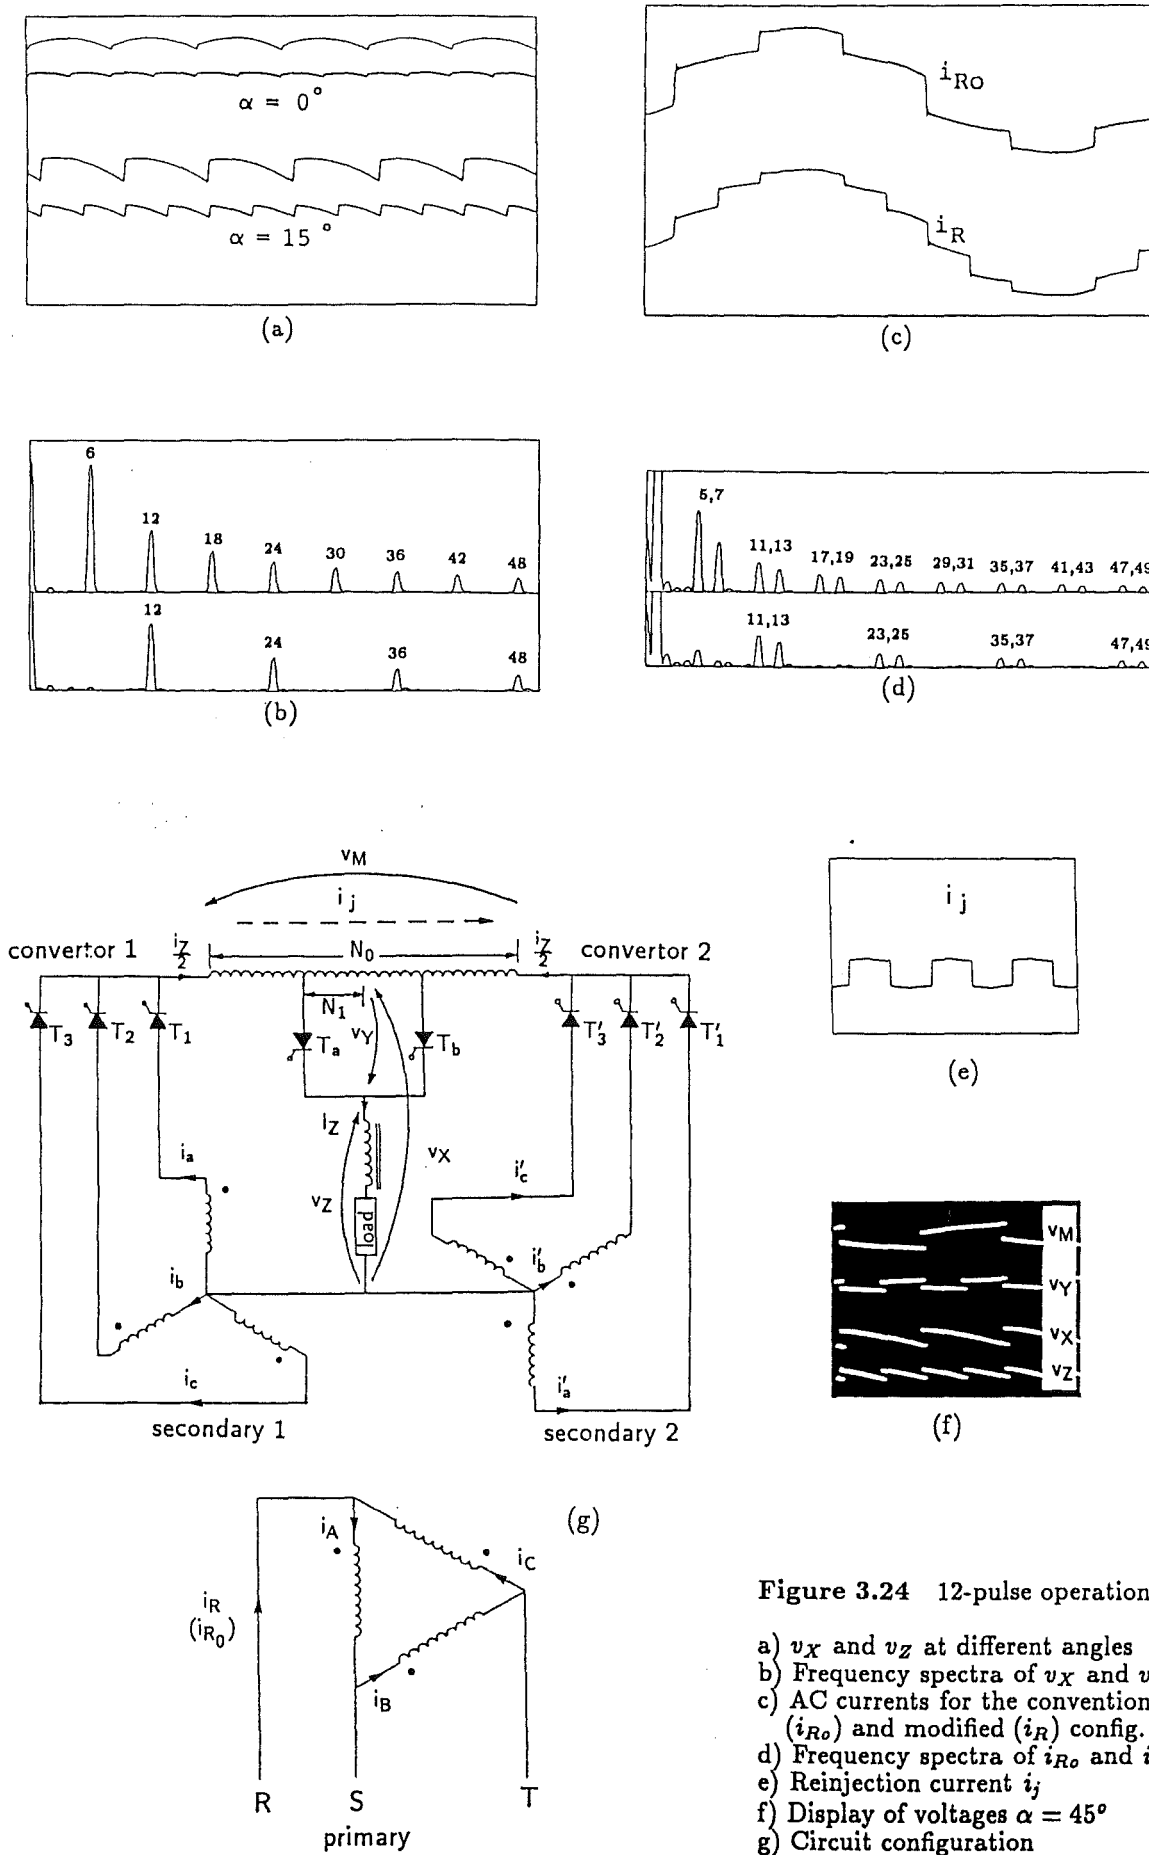 α = 0°
α = 15°
(a)
i_Ro
i_R
(c)
6
12
18
24
30
36
42
48
12
24
36
48
(b)
5,7
11,13
17,19
23,25
29,31
35,37
41,43
47,49
11,13
23,25
35,37
47,49
(d)
v_M
i_j
convertor 1
i_Z/2
N_0
i_Z/2
convertor 2
N_1
v_Y
T_3
T_2
T_1
T_a
T_b
T'_3
T'_2
T'_1
i_Z
v_X
v_Z
load
i_a
i'_c
i_b
i'_b
i_c
i'_a
secondary 1
secondary 2
i_j
(e)
v_M
v_Y
v_X
v_Z
(f)
(g)
i_A
i_C
i_R
(i_R0)
i_B
R
S
T
primary
Figure 3.24 12-pulse operation
a) v_X and v_Z at different angles
b) Frequency spectra of v_X and v
c) AC currents for the convention
(i_Ro) and modified (i_R) config.
d) Frequency spectra of i_Ro and i
e) Reinjection current i_j
f) Display of voltages α = 45°
g) Circuit configuration